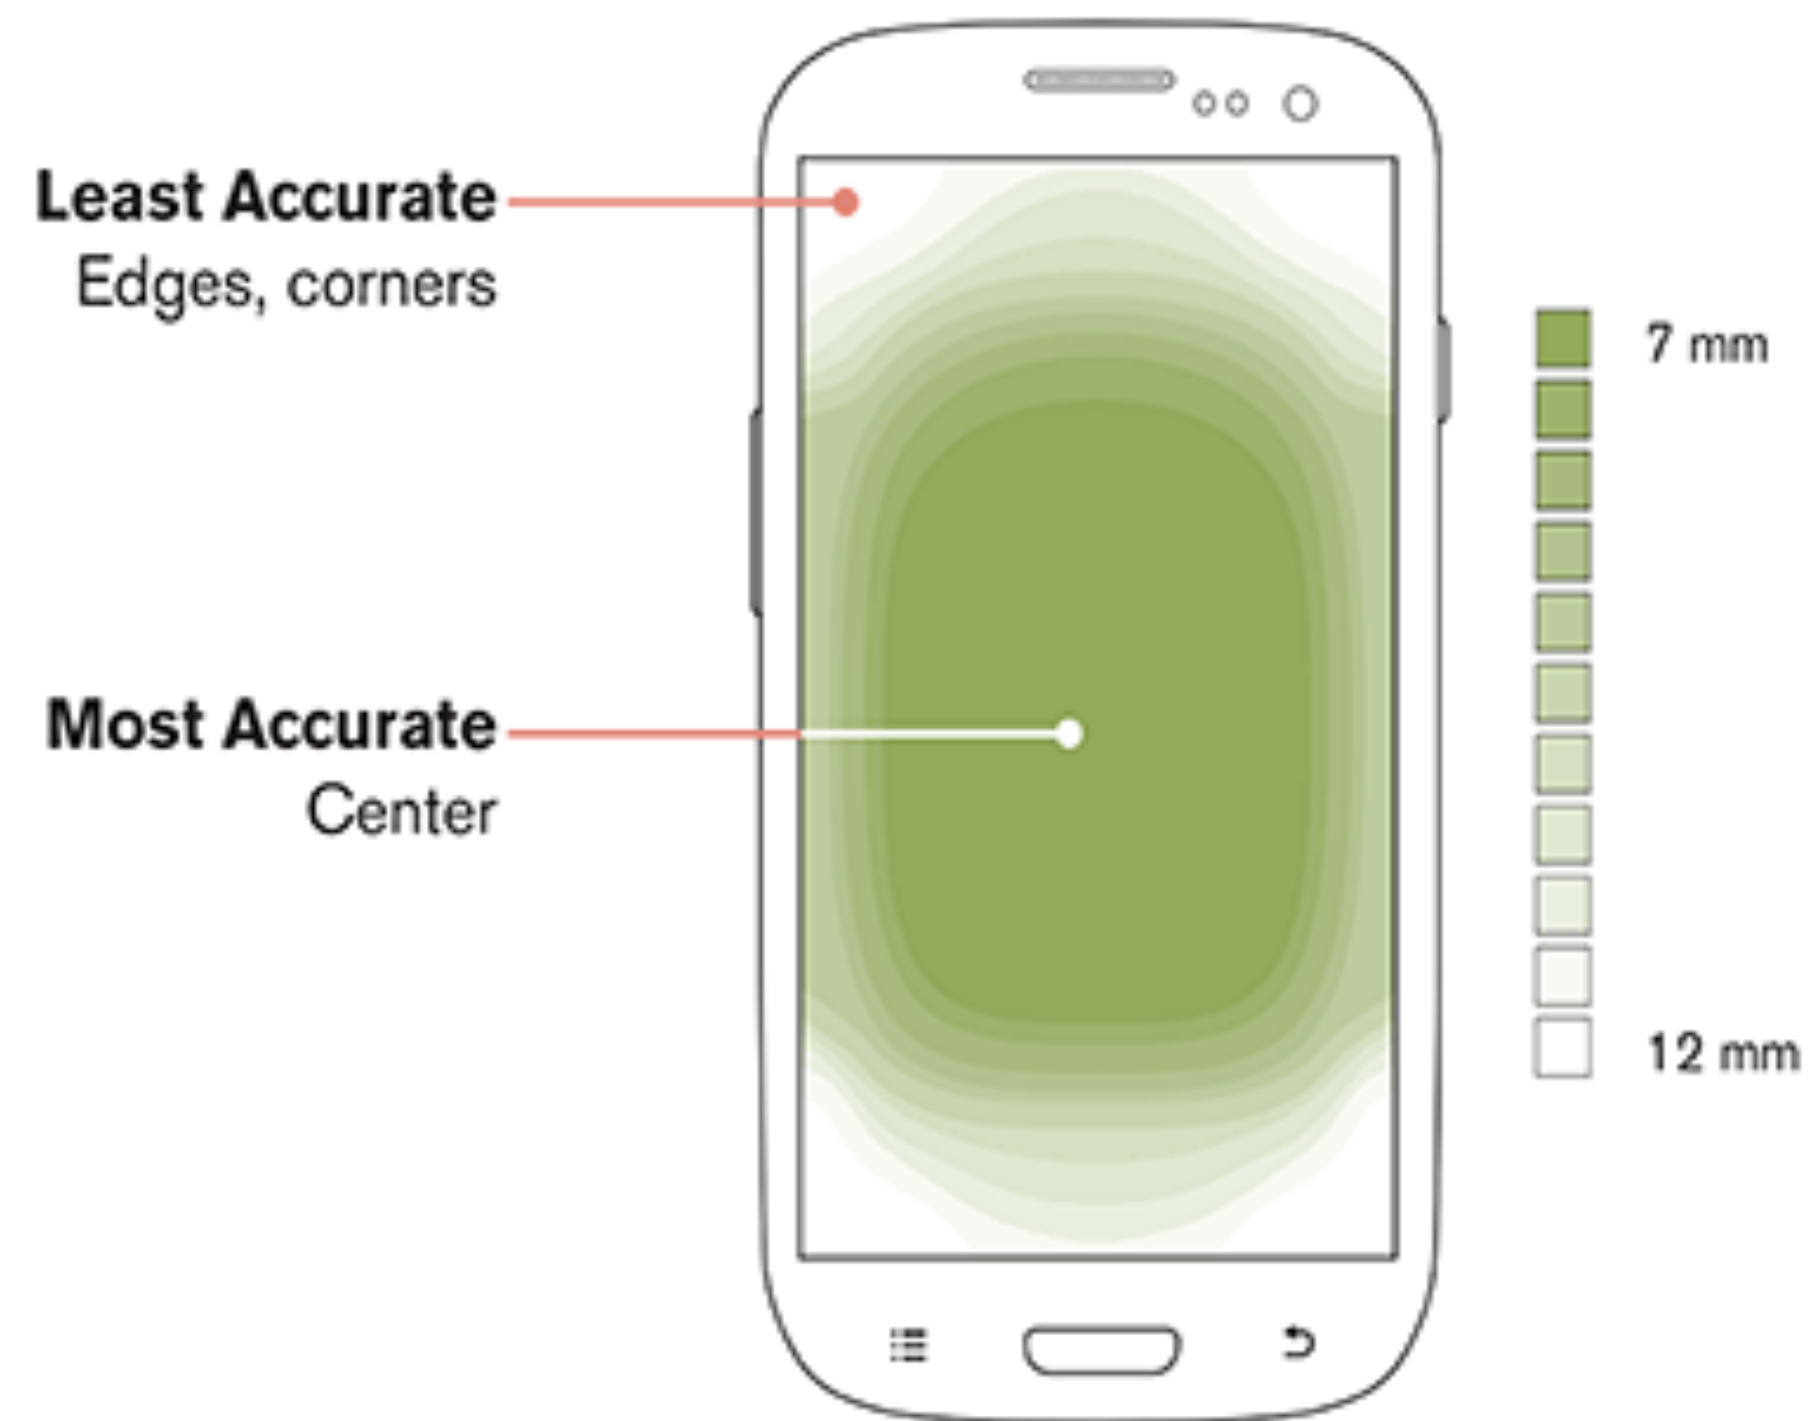 Least Accurate
Edges, corners
7 mm
Most Accurate
Center
12 mm